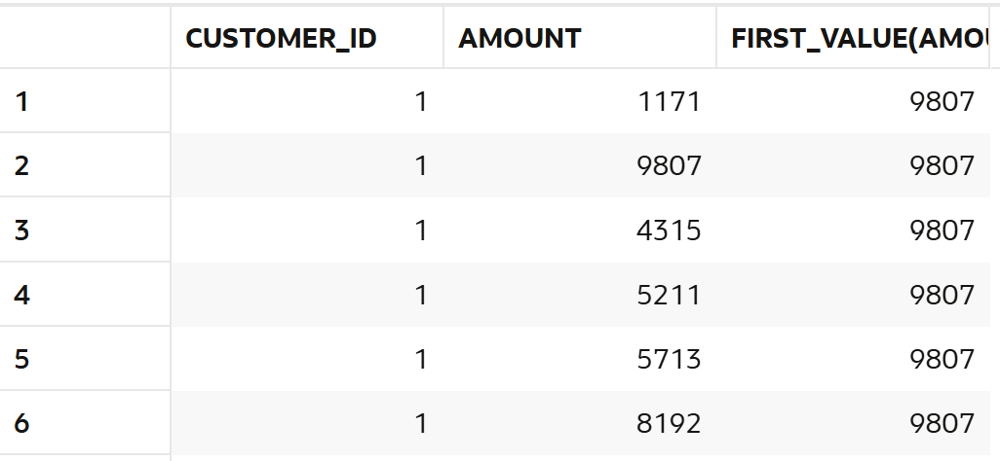 CUSTOMER_ID AMOUNT FIRST_VALUE(AMOU
1 1 1171 9807
2 1 9807 9807
3 1 4315 9807
4 1 5211 9807
5 1 5713 9807
6 1 8192 9807